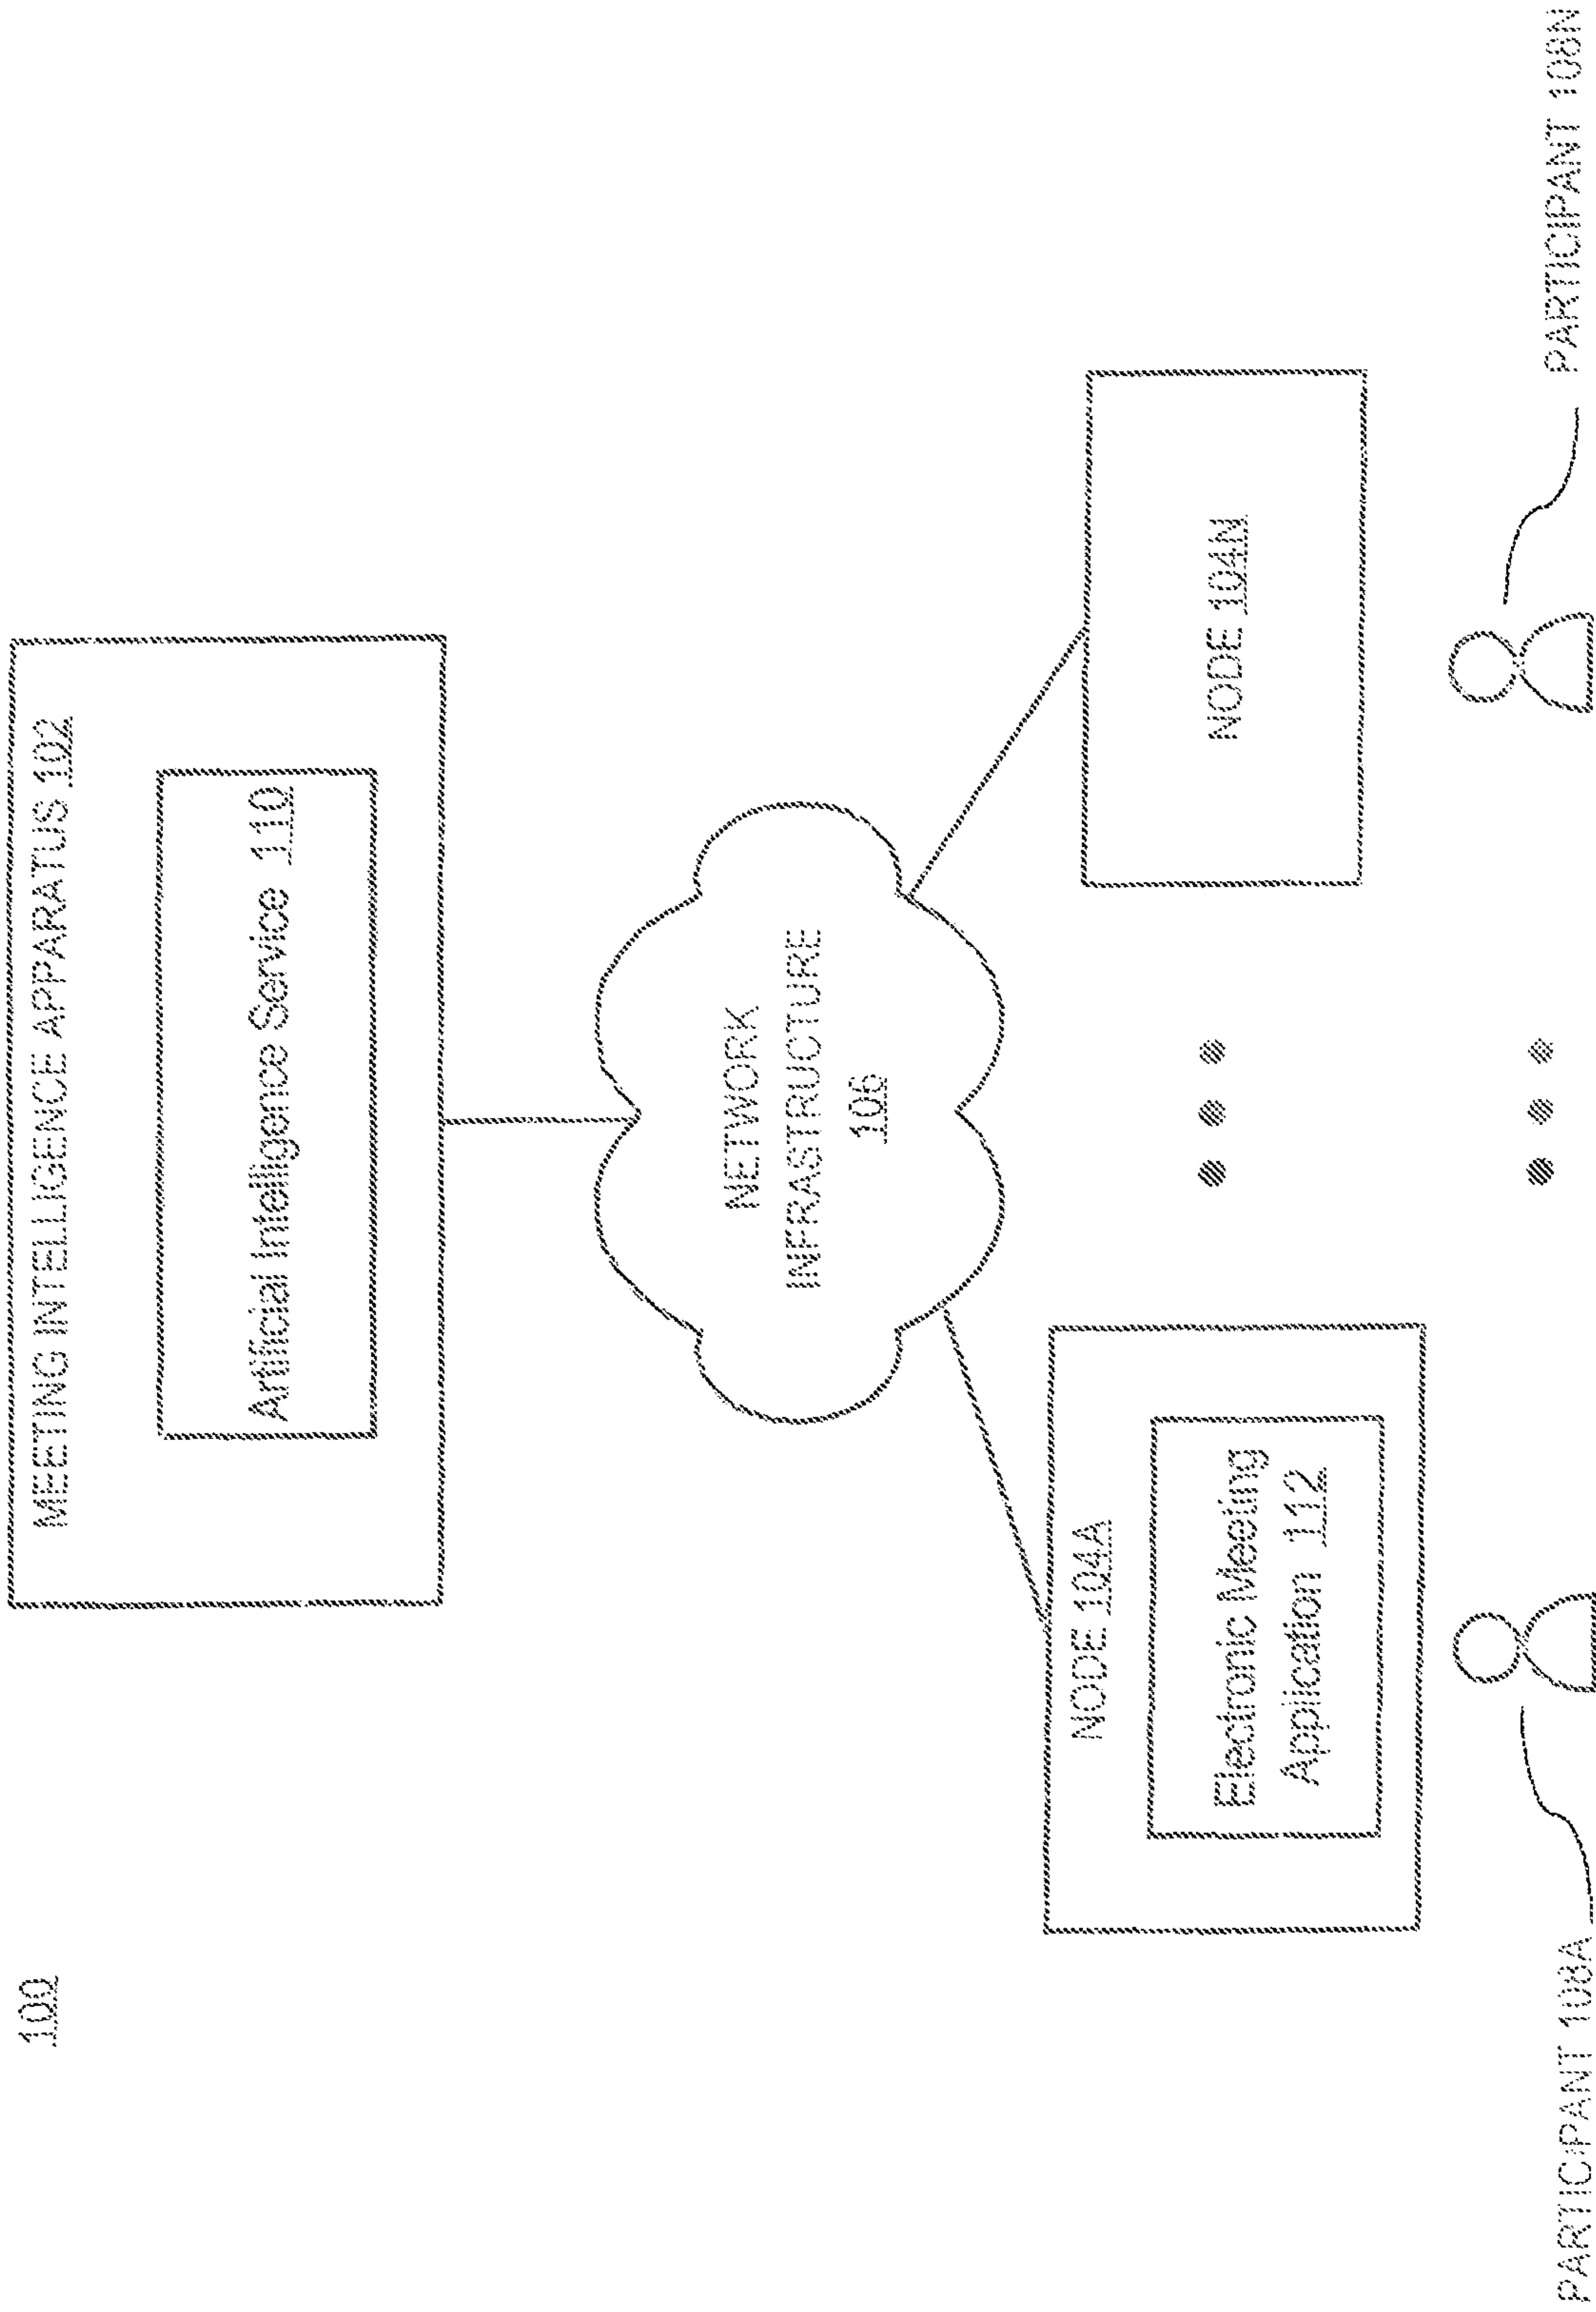 100
MEETING INTELLIGENCE APPARATUS 102
Artificial Intelligence Service 110
NETWORK
INFRASTRUCTURE
106
NODE 104A
Electronic Meeting
Application 112
NODE 104N
PARTICIPANT 108A
PARTICIPANT 108N